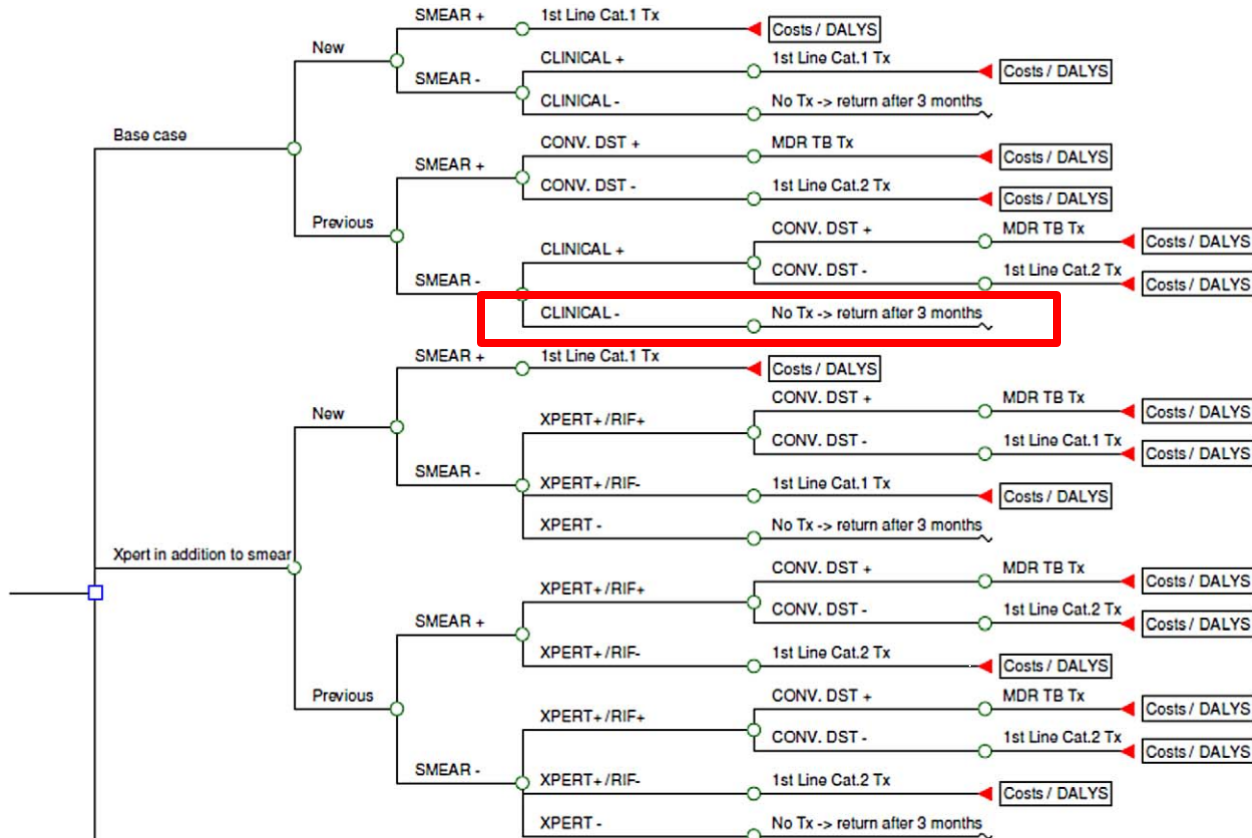 SMEAR + 1st Line Cat.1 Tx Costs / DALYS
New
CLINICAL + 1st Line Cat.1 Tx Costs / DALYS
SMEAR -
CLINICAL - No Tx -> return after 3 months
Base case
CONV. DST + MDR TB Tx Costs / DALYS
SMEAR +
CONV. DST - 1st Line Cat.2 Tx Costs / DALYS
Previous
CONV. DST + MDR TB Tx Costs / DALYS
CLINICAL +
CONV. DST - 1st Line Cat.2 Tx Costs / DALYS
SMEAR -
CLINICAL - No Tx -> return after 3 months
SMEAR + 1st Line Cat.1 Tx Costs / DALYS
New
CONV. DST + MDR TB Tx Costs / DALYS
XPERT+/RIF+
CONV. DST - 1st Line Cat.1 Tx Costs / DALYS
SMEAR -
XPERT+/RIF- 1st Line Cat.1 Tx Costs / DALYS
XPERT - No Tx -> return after 3 months
Xpert in addition to smear
CONV. DST + MDR TB Tx Costs / DALYS
XPERT+/RIF+
CONV. DST - 1st Line Cat.2 Tx Costs / DALYS
SMEAR +
XPERT+/RIF- 1st Line Cat.2 Tx Costs / DALYS
Previous
CONV. DST + MDR TB Tx Costs / DALYS
XPERT+/RIF+
CONV. DST - 1st Line Cat.2 Tx Costs / DALYS
SMEAR -
XPERT+/RIF- 1st Line Cat.2 Tx Costs / DALYS
XPERT - No Tx -> return after 3 months